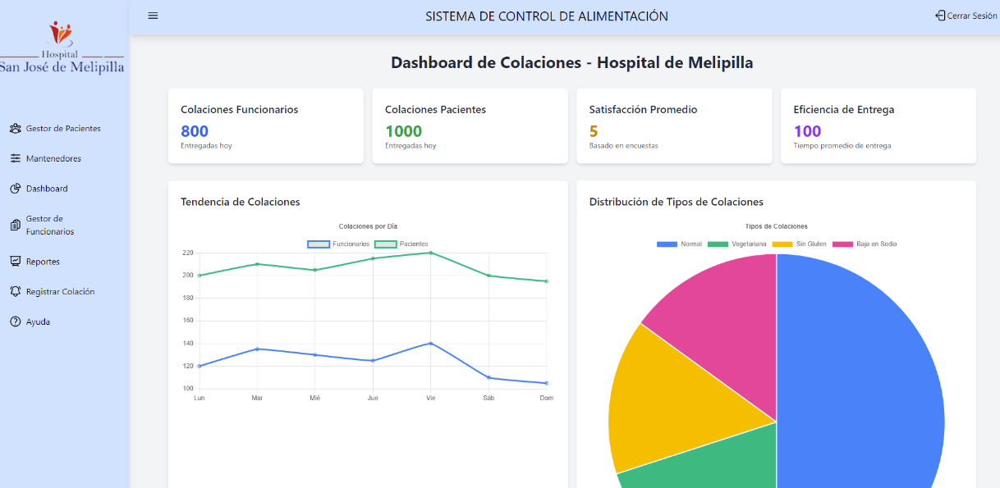 SISTEMA DE CONTROL DE ALIMENTACIÓN
Cerrar Sesión
Hospital
San José de Melipilla
Gestor de Pacientes
Mantenedores
Dashboard
Gestor de
Funcionarios
Reportes
Registrar Colación
Ayuda
Dashboard de Colaciones - Hospital de Melipilla
Colaciones Funcionarios
800
Entregadas hoy
Colaciones Pacientes
1000
Entregadas hoy
Satisfacción Promedio
5
Basado en encuestas
Eficiencia de Entrega
100
Tiempo promedio de entrega
Tendencia de Colaciones
Colaciones por Día
Funcionarios Pacientes
220
200
180
160
140
120
100
Lun Mar Mié Jue Vie Sáb Dom
Distribución de Tipos de Colaciones
Tipos de Colaciones
Normal Vegetariana Sin Gluten Baja en Sodio